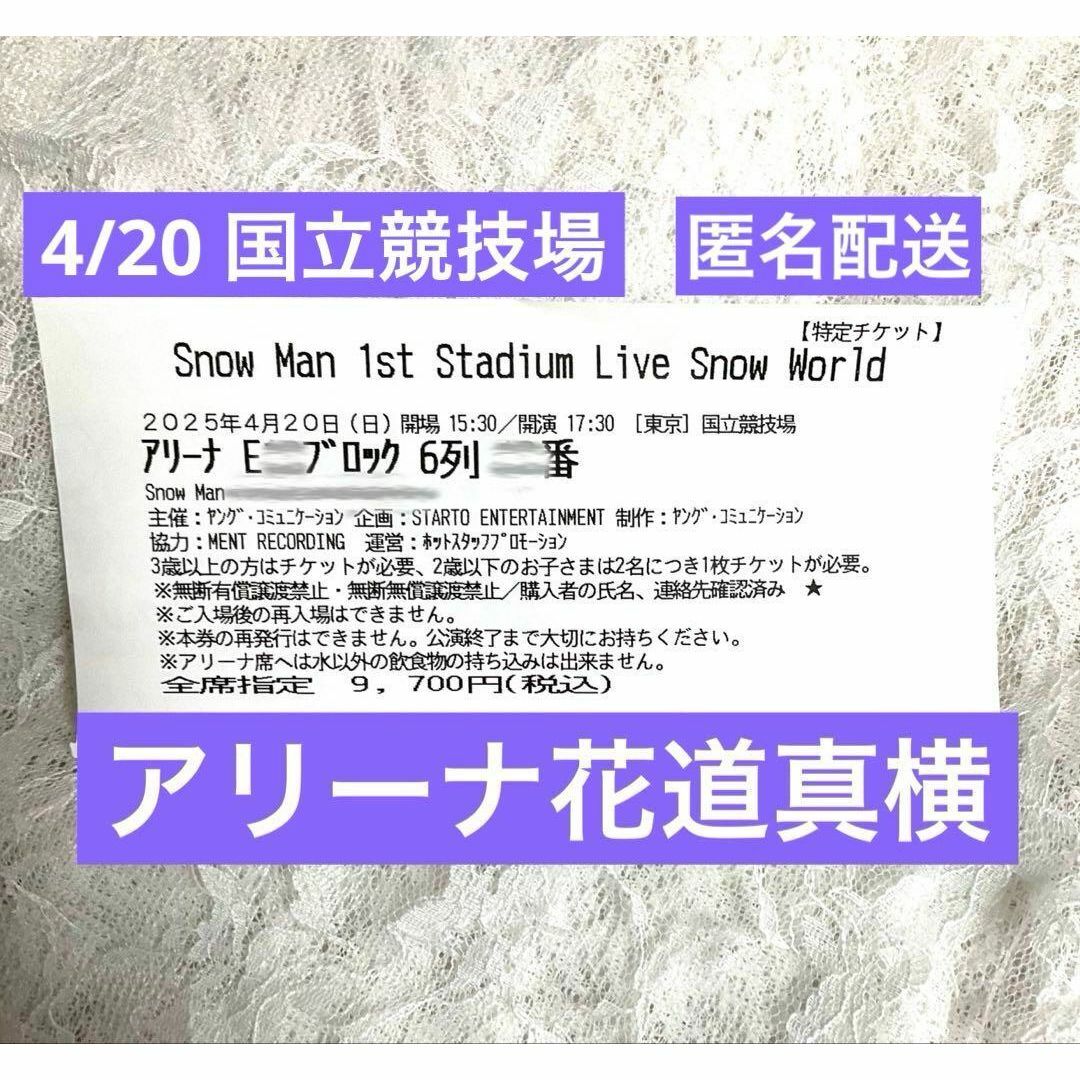 4/20 国立競技場
匿名配送
【特定チケット】
Snow Man 1st Stadium Live Snow World
2025年4月20日(日)開場 15:30/開演 17:30 [東京] 国立競技場
ｱﾘｰﾅ E ﾌﾞﾛｯｸ 6列 番
Snow Man
主催：ﾔﾝｸﾞ・ｺﾐｭﾆｹｰｼｮﾝ 企画：STARTO ENTERTAINMENT 制作：ﾔﾝｸﾞ・ｺﾐｭﾆｹｰｼｮﾝ
協力：MENT RECORDING 運営：ﾎｯﾄｽﾀｯﾌﾌﾟﾛﾓｰｼｮﾝ
3歳以上の方はチケットが必要、2歳以下のお子さまは2名につき1枚チケットが必要。
※無断有償譲渡禁止・無断無償譲渡禁止／購入者の氏名、連絡先確認済み ★
※ご入場後の再入場はできません。
※本券の再発行はできません。公演終了まで大切にお持ちください。
※アリーナ席へは水以外の飲食物の持ち込みは出来ません。
全席指定 9,700円(税込)
アリーナ花道真横